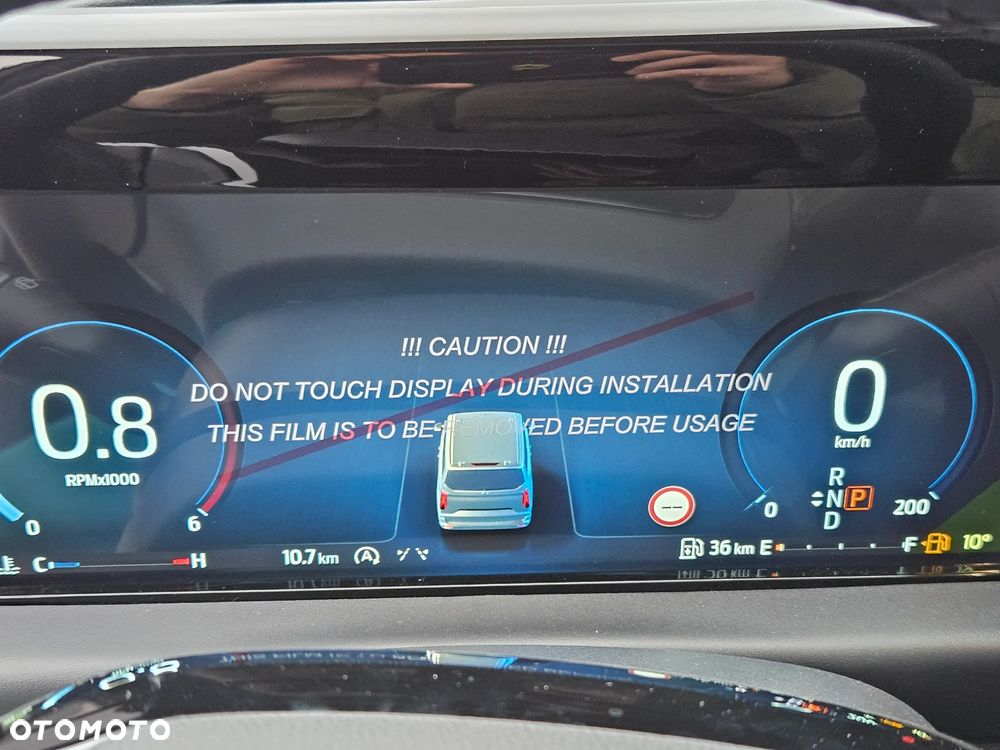 !!! CAUTION !!!
DO NOT TOUCH DISPLAY DURING INSTALLATION
THIS FILM IS TO BE REMOVED BEFORE USAGE
0.8
RPMx1000
0
6
0
km/h
R
N P
D
0
200
--
C H
10.7 km
A
36 km E F
10°
OTOMOTO